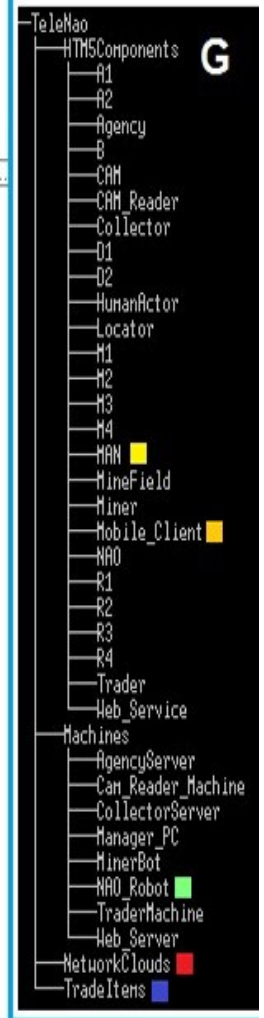 TeleNao
HTM5Components
G
A1
A2
Agency
B
CAM
CAM_Reader
Collector
D1
D2
HumanActor
Locator
M1
M2
M3
M4
MAN
MineField
Miner
Mobile_Client
NAO
R1
R2
R3
R4
Trader
Web_Service
Machines
AgencyServer
Cam_Reader_Machine
CollectorServer
Manager_PC
MinerBot
NAO_Robot
TraderMachine
Web_Server
NetworkClouds
TradeItems